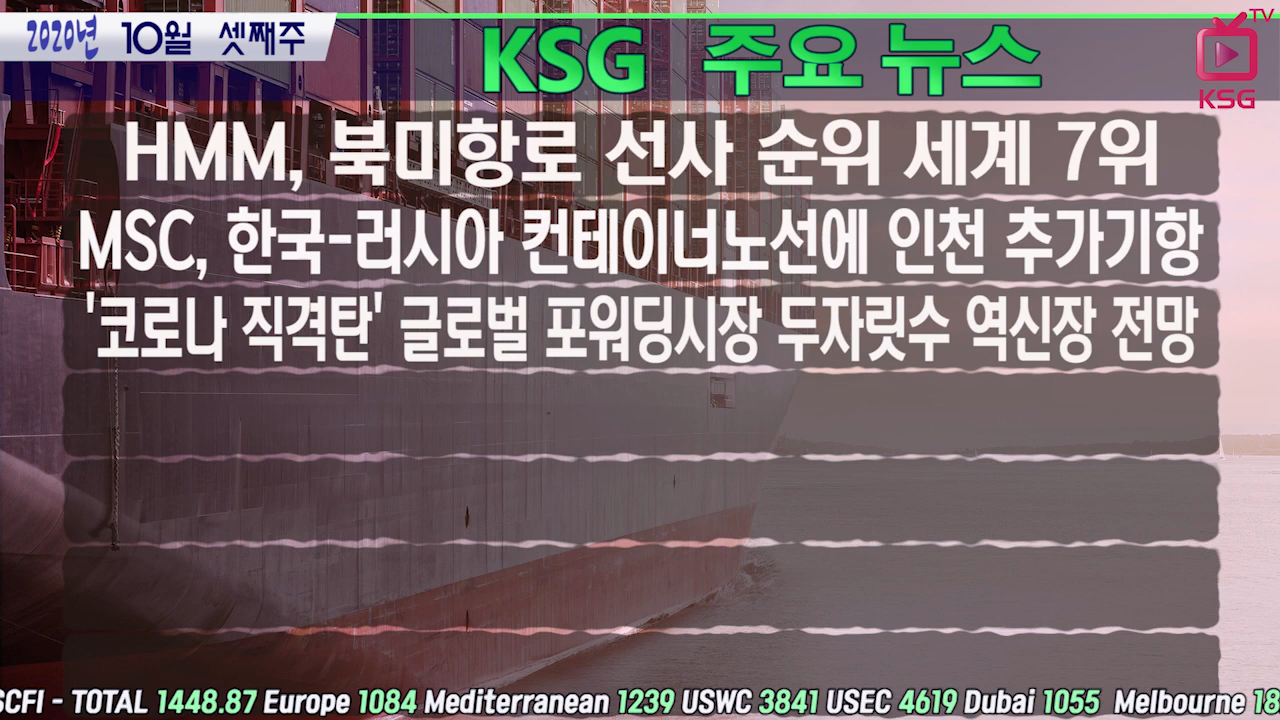 2020년 10월 셋째주
KSG 주요 뉴스
TV
KSG
HMM, 북미항로 선사 순위 세계 7위
MSC, 한국-러시아 컨테이너노선에 인천 추가기항
'코로나 직격탄' 글로벌 포워딩시장 두자릿수 역신장 전망
SCFI - TOTAL 1448.87 Europe 1084 Mediterranean 1239 USWC 3841 USEC 4619 Dubai 1055 Melbourne 18